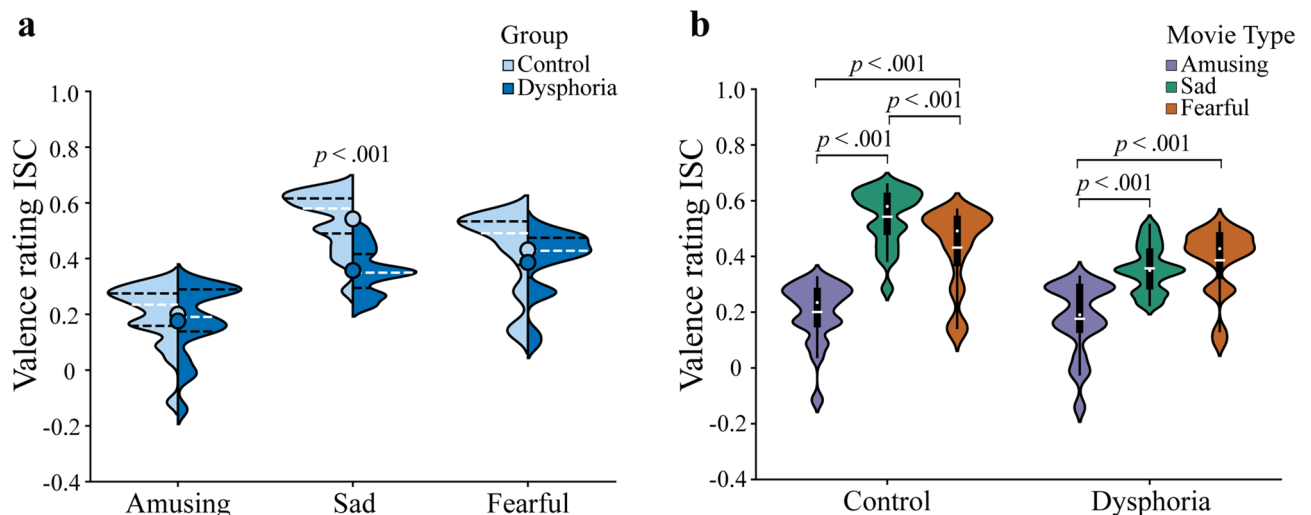 a
Group
Control
Dysphoria
Valence rating ISC
1.0
0.8
0.6
0.4
0.2
0
-0.2
-0.4
p < .001
Amusing
Sad
Fearful
b
Movie Type
Amusing
Sad
Fearful
Valence rating ISC
1.0
0.8
0.6
0.4
0.2
0
-0.2
-0.4
p < .001
p < .001
p < .001
p < .001
p < .001
Control
Dysphoria